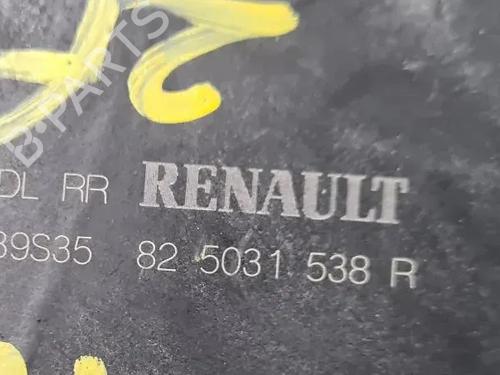 B-PARTS
DL RR RENAULT
39S35 82 5031 538 R